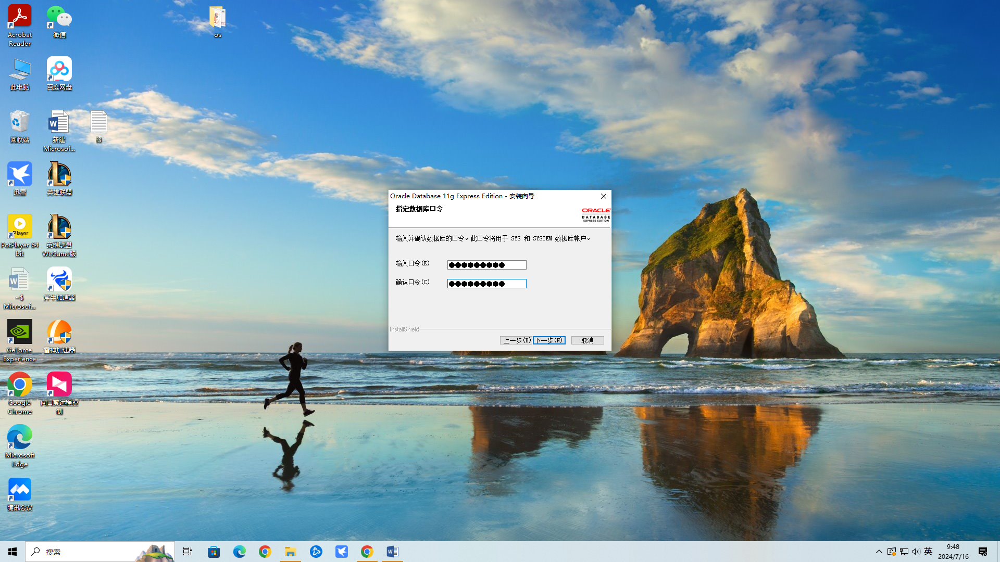 Acrobat
Reader
微信
os
此电脑
百度网盘
回收站
新建
Microsof...
i3
迅雷
英雄联盟
Player
PotPlayer 64
bit
英雄联盟
WeGame版
~$
Microsof...
斧牛加速器
GeForce
Experience
雷神加速器
Google
Chrome
向日葵远程控
制
Microsoft
Edge
腾讯会议
Oracle Database 11g Express Edition - 安装向导
指定数据库口令
ORACLE
DATABASE
EXPRESS EDITION
输入并确认数据库的口令。此口令将用于 SYS 和 SYSTEM 数据库帐户。
输入口令(E)
●●●●●●●●●
确认口令(C)
●●●●●●●●●
InstallShield
上一步(B)
下一步(N)
取消
搜索
英
9:48
2024/7/16